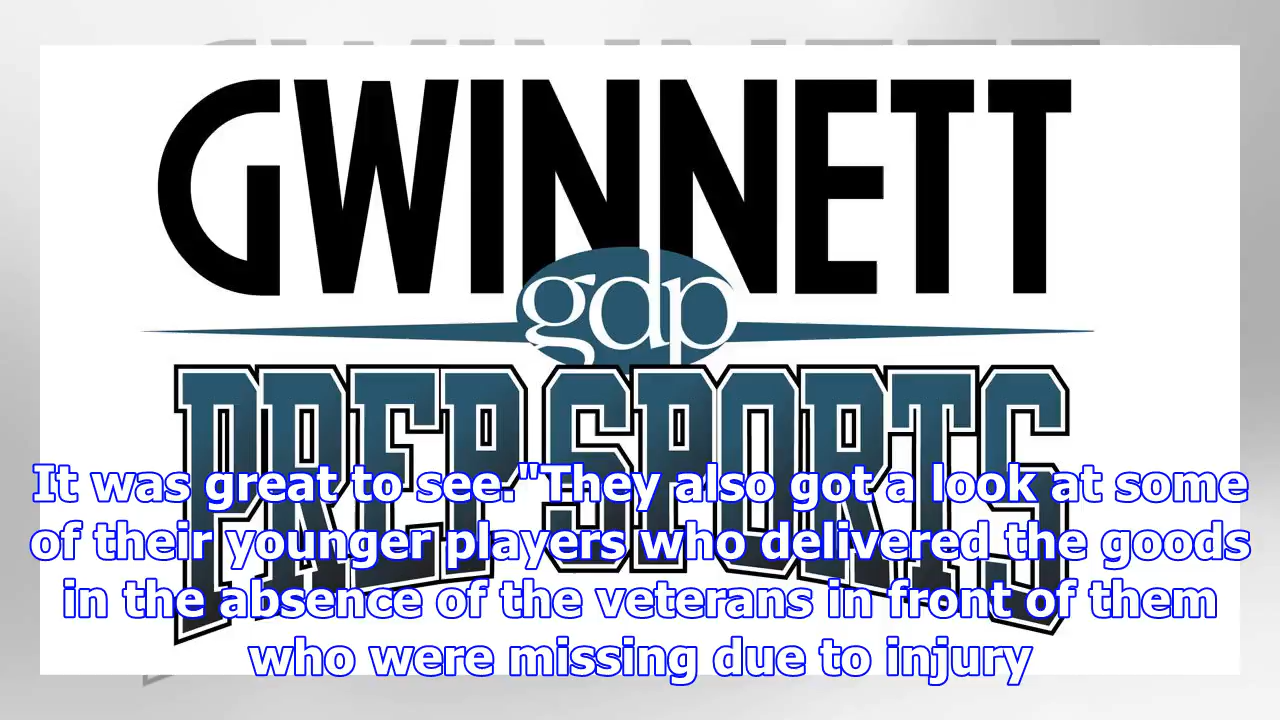 GWINNETT
gdp
PREP SPORTS
It was great to see."They also got a look at some
of their younger players who delivered the goods
in the absence of the veterans in front of them
who were missing due to injury